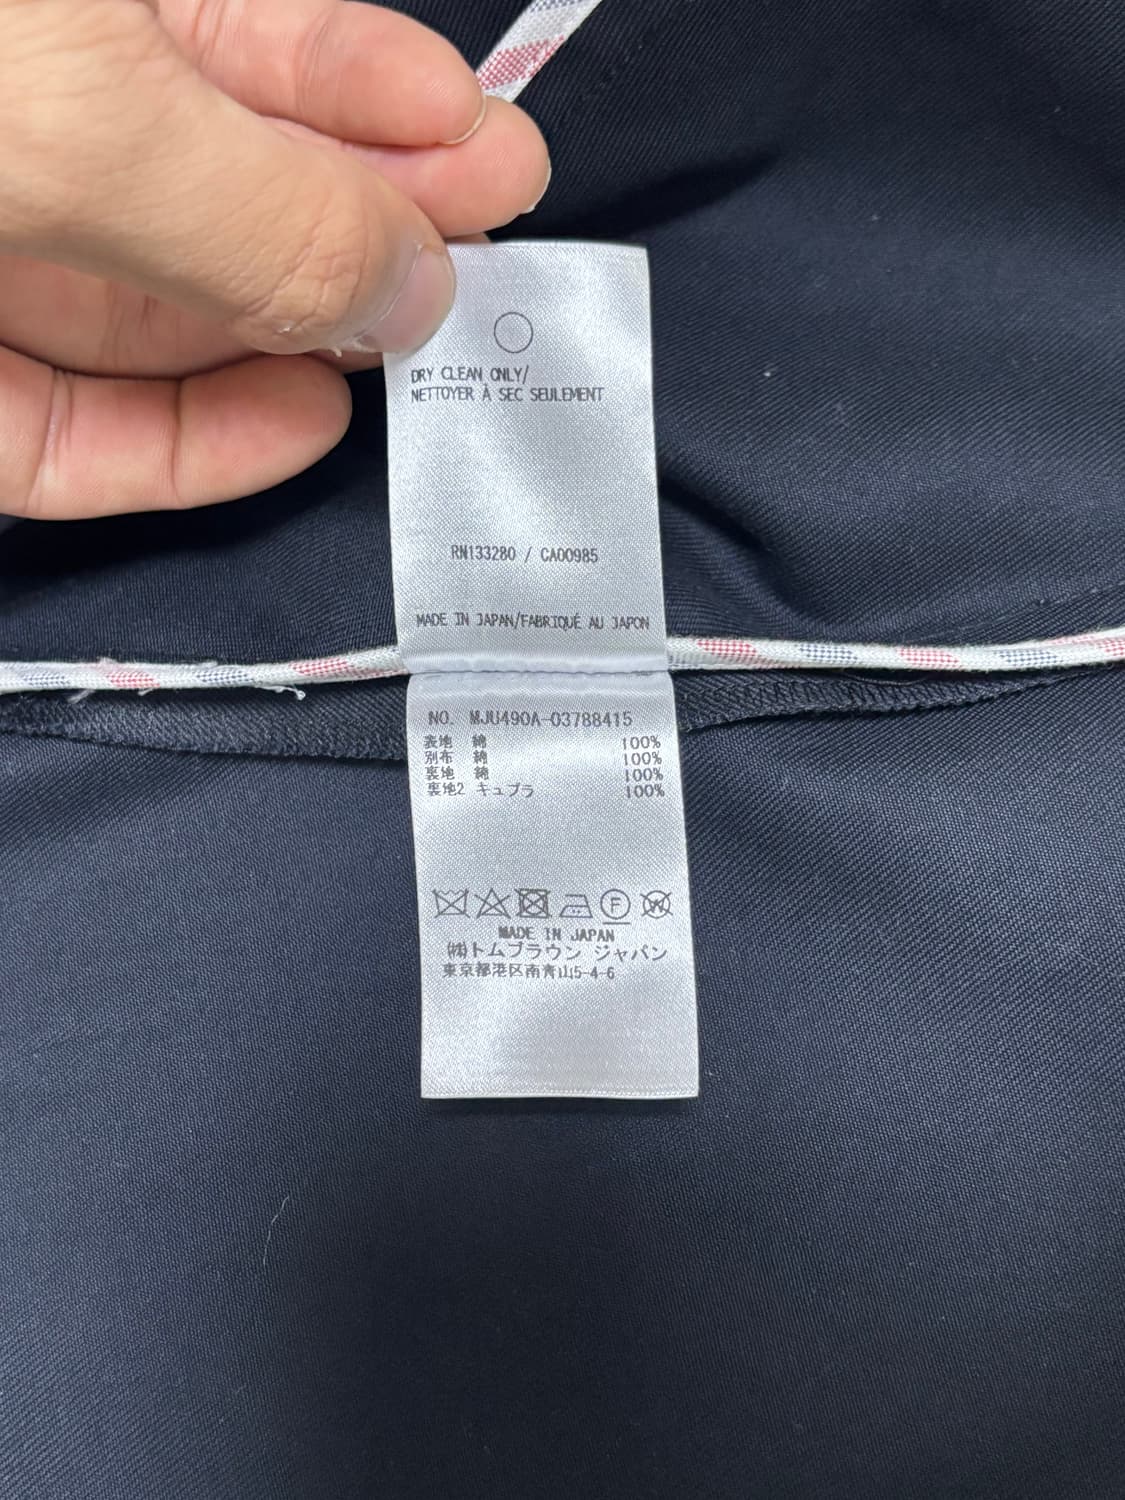 DRY CLEAN ONLY/
NETTOYER À SEC SEULEMENT
RN133280 / CA00985
MADE IN JAPAN/FABRIQUÉ AU JAPON
NO. MJU490A-03788415
表地 綿 100%
別布 綿 100%
裏地 綿 100%
裏地2 キュプラ 100%
F W
MADE IN JAPAN
㈱トムブラウン ジャパン
東京都港区南青山5-4-6